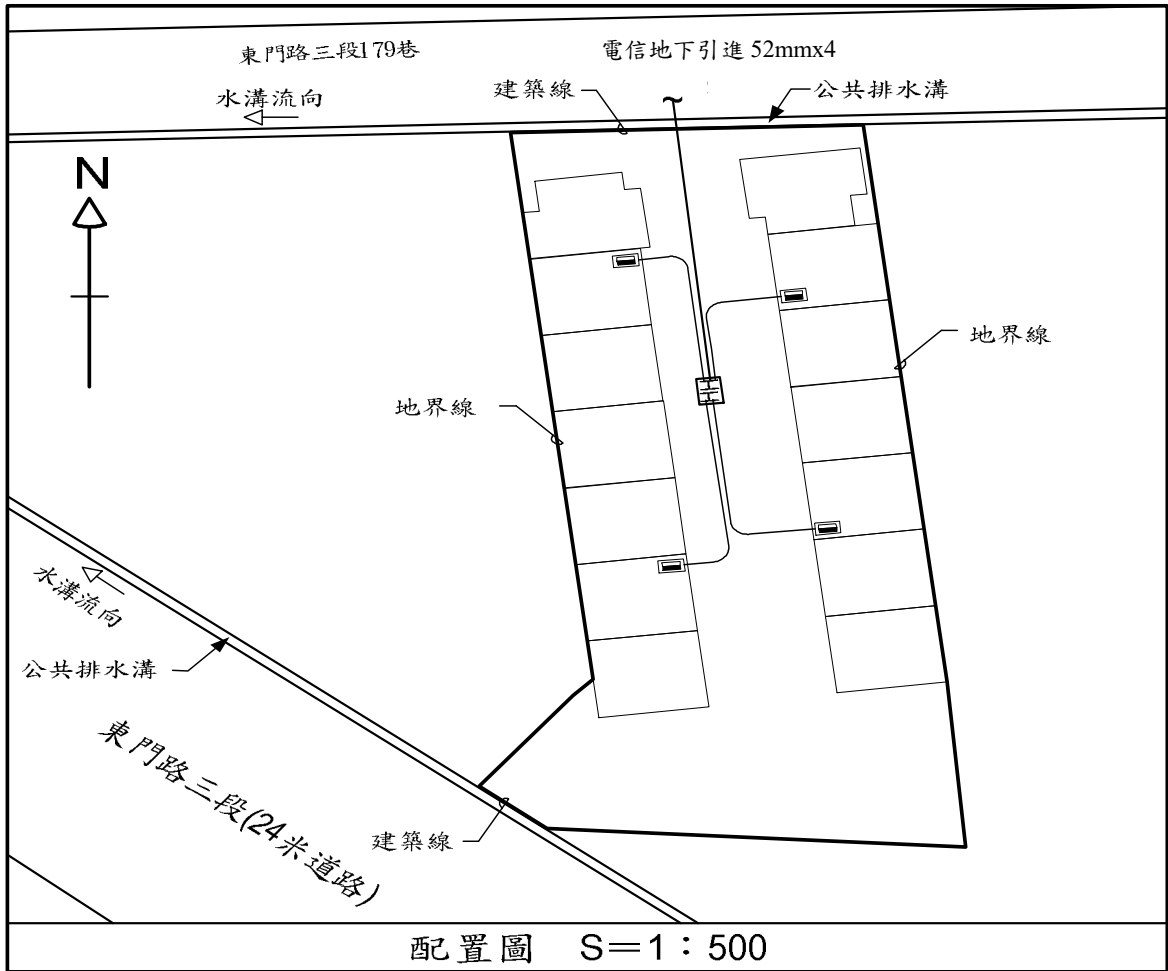 東門路三段179巷
電信地下引進 52mmx4
水溝流向
建築線
公共排水溝
N
地界線
地界線
水溝流向
公共排水溝
東門路三段(24米道路)
建築線
配置圖 S=1:500